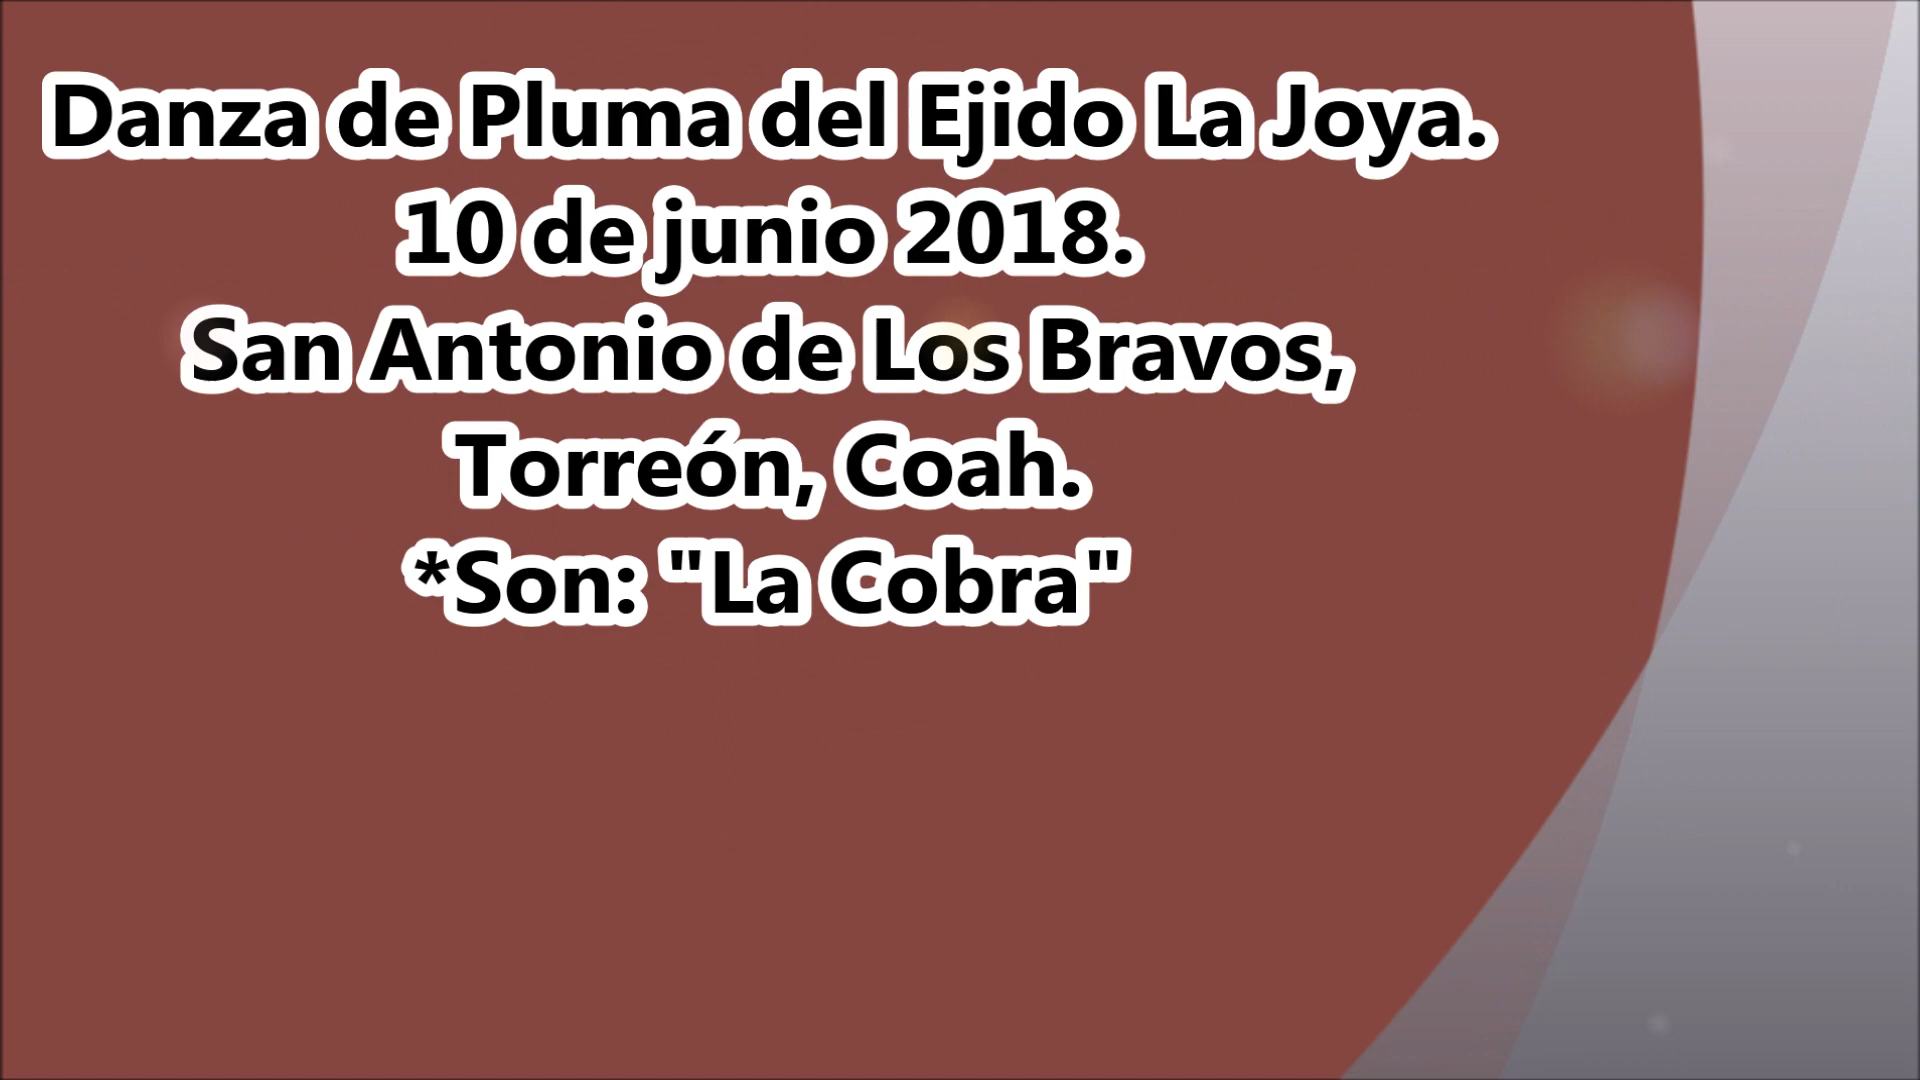 Danza de Pluma del Ejido La Joya.
10 de junio 2018.
San Antonio de Los Bravos,
Torreón, Coah.
*Son: "La Cobra"